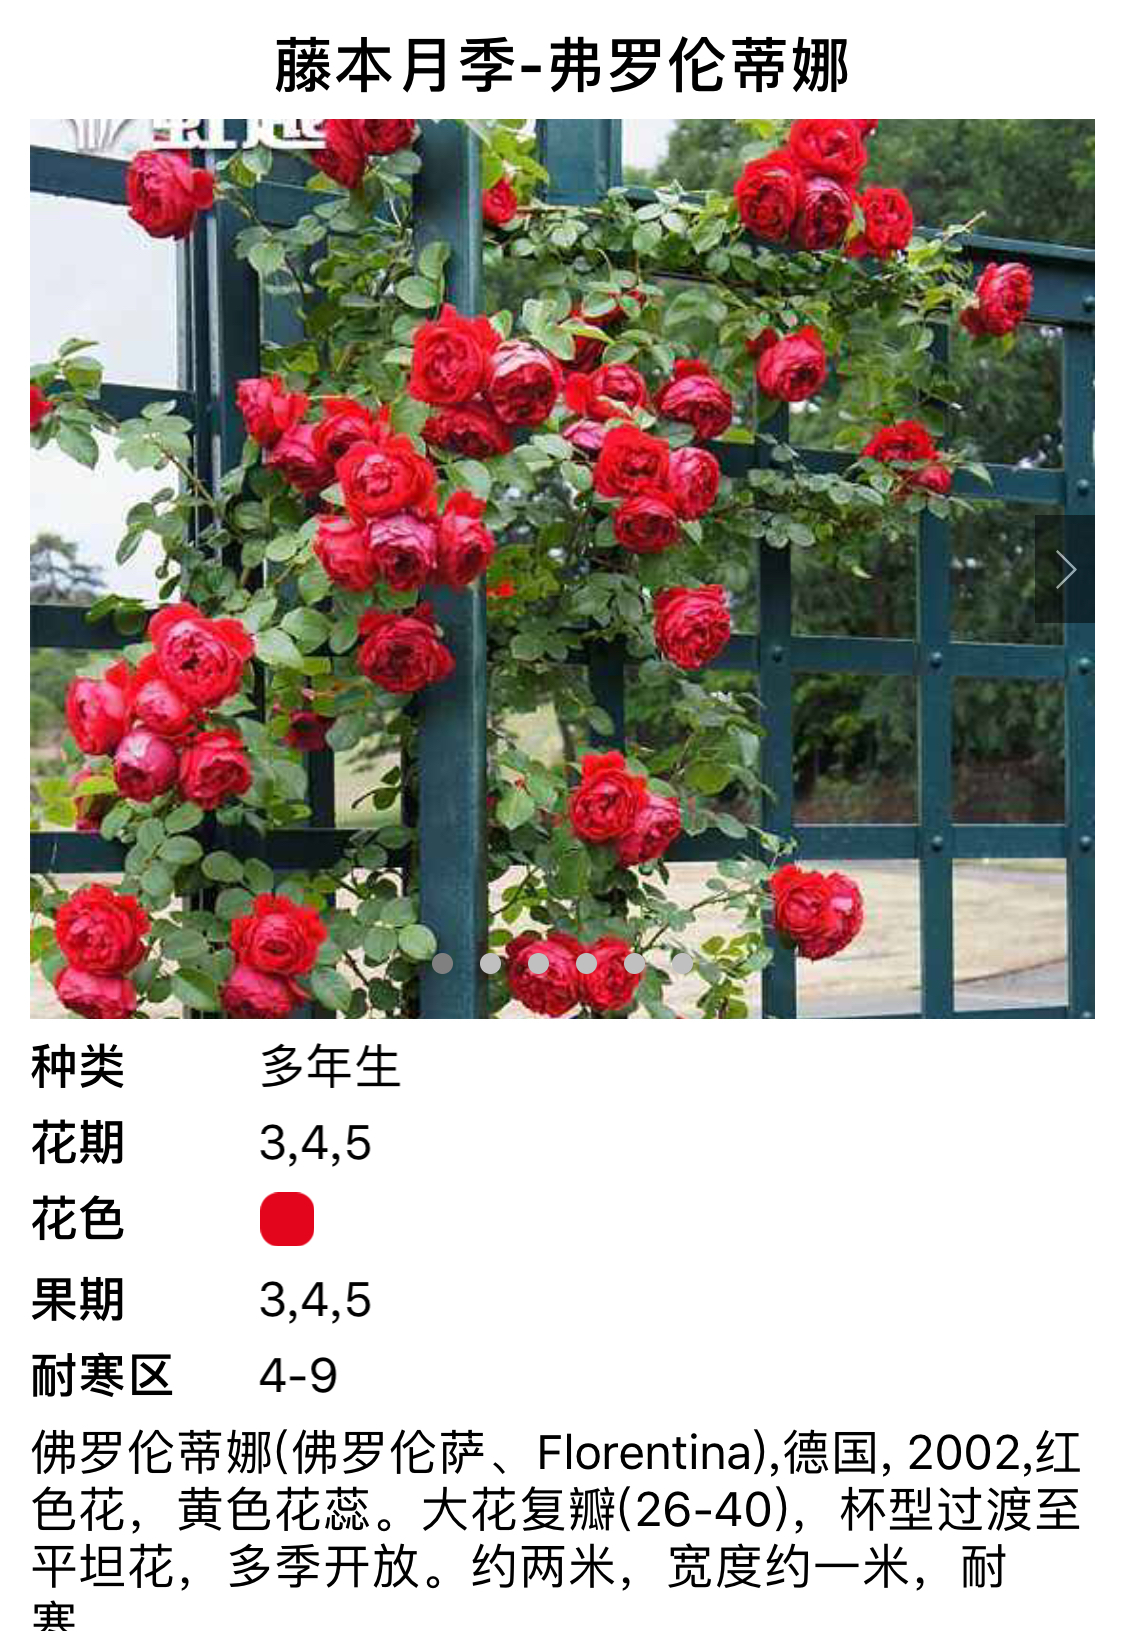 藤本月季-弗罗伦蒂娜
虹越
种类 多年生
花期 3,4,5
花色
果期 3,4,5
耐寒区 4-9
佛罗伦蒂娜(佛罗伦萨、Florentina),德国, 2002,红
色花，黄色花蕊。大花复瓣(26-40)，杯型过渡至
平坦花，多季开放。约两米，宽度约一米，耐
寒